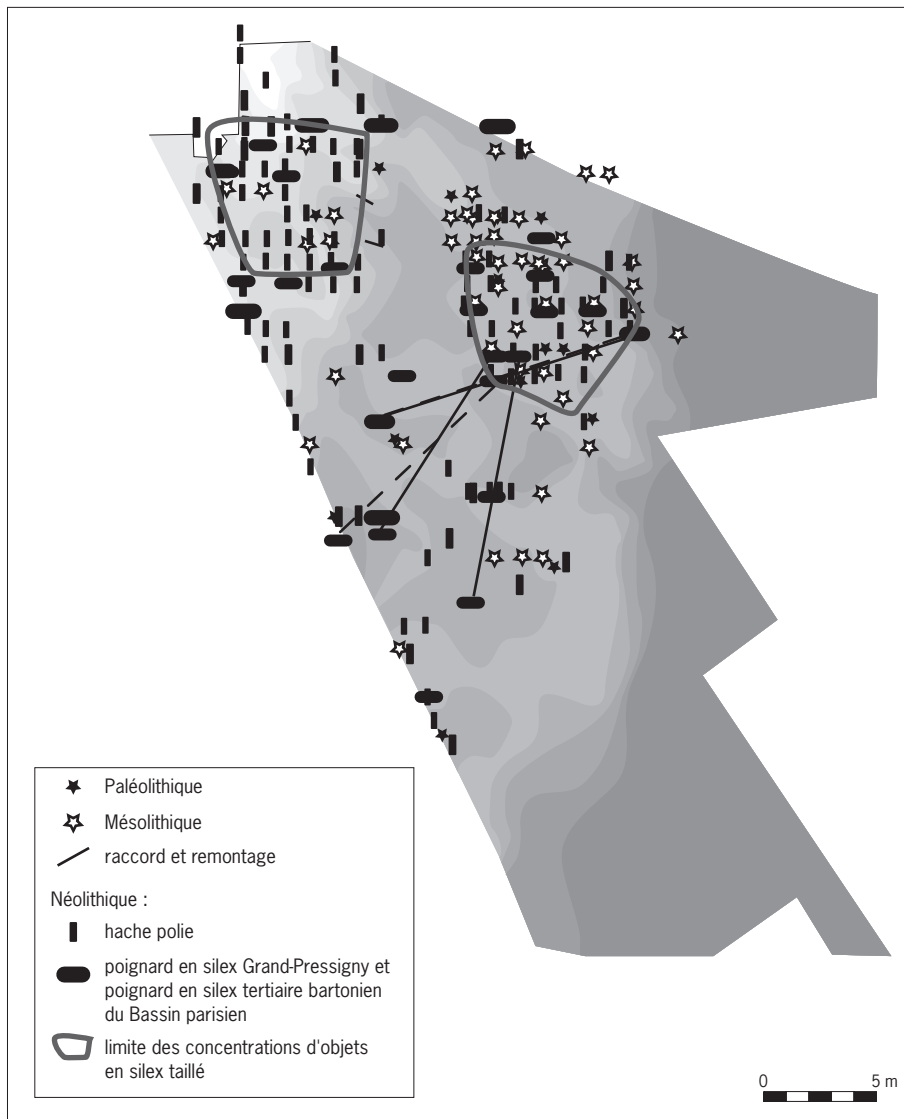 Paléolithique
Mésolithique
raccord et remontage
Néolithique :
hache polie
poignard en silex Grand-Pressigny et
poignard en silex tertiaire bartonien
du Bassin parisien
limite des concentrations d'objets
en silex taillé
0 5 m